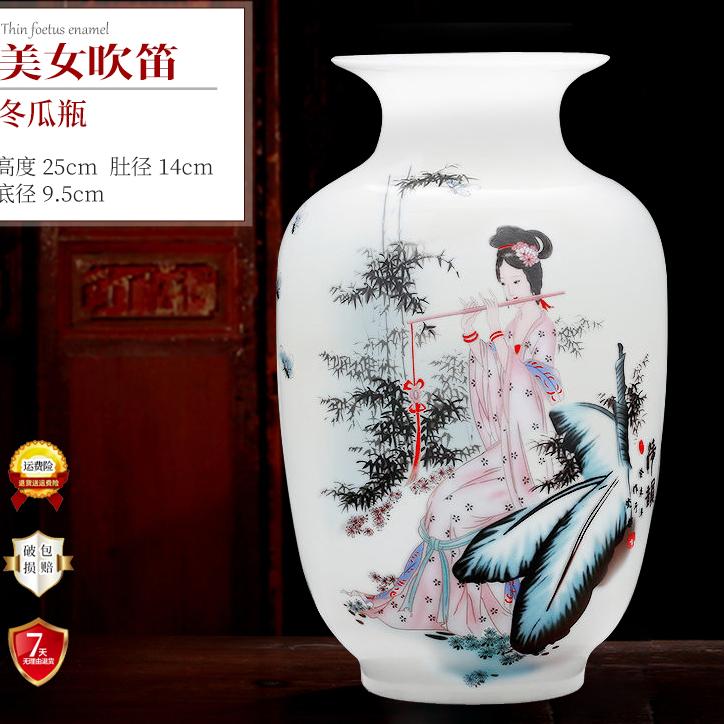 Thin foetus enamel
美女吹笛
冬瓜瓶
高度 25cm 肚径 14cm
底径 9.5cm
运费险
退货送运费险
破 包
损 赔
7天
无理由退货